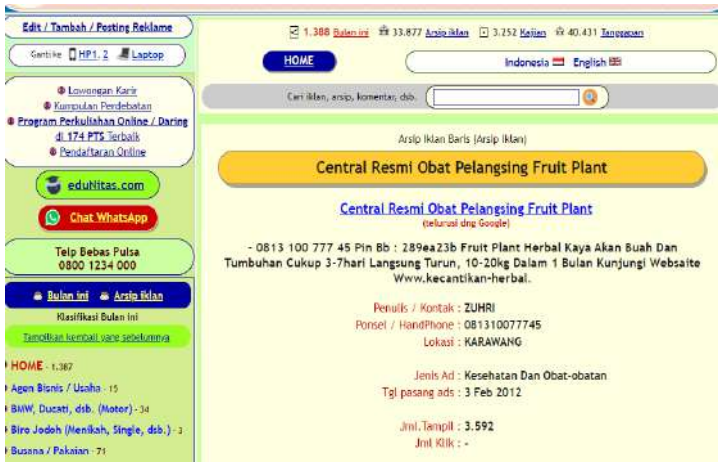 Edit / Tambah / Posting Reklame
Ganti ke HP1, 2 Laptop
Lowongan Karir
Kumpulan Perdebatan
Program Perkuliahan Online / Daring
di 174 PTS Terbaik
Pendaftaran Online
eduNitas.com
Chat WhatsApp
Telp Bebas Pulsa
0800 1234 000
Bulan ini Arsip iklan
Klasifikasi Bulan ini
Tampilkan kembali yang sebelumnya
HOME - 1.387
Agen Bisnis / Usaha - 15
BMW, Ducati, dsb. (Motor) - 34
Biro Jodoh (Menikah, Single, dsb.) - 3
Busana / Pakaian - 71
1.388 Bulan ini 33.877 Arsip iklan 3.252 Kajian 40.431 Tanggapan
HOME Indonesia English
Cari iklan, arsip, komentar, dsb.
Arsip Iklan Baris (Arsip Iklan)
Central Resmi Obat Pelangsing Fruit Plant
Central Resmi Obat Pelangsing Fruit Plant
(telurusi dng Google)
- 0813 100 777 45 Pin Bb : 289ea23b Fruit Plant Herbal Kaya Akan Buah Dan
Tumbuhan Cukup 3-7hari Langsung Turun, 10-20kg Dalam 1 Bulan Kunjungi Websaite
Www.kecantikan-herbal.
Penulis / Kontak : ZUHRI
Ponsel / HandPhone : 081310077745
Lokasi : KARAWANG
Jenis Ad : Kesehatan Dan Obat-obatan
Tgl pasang ads : 3 Feb 2012
Jml.Tampil : 3.592
Jml Klik : -